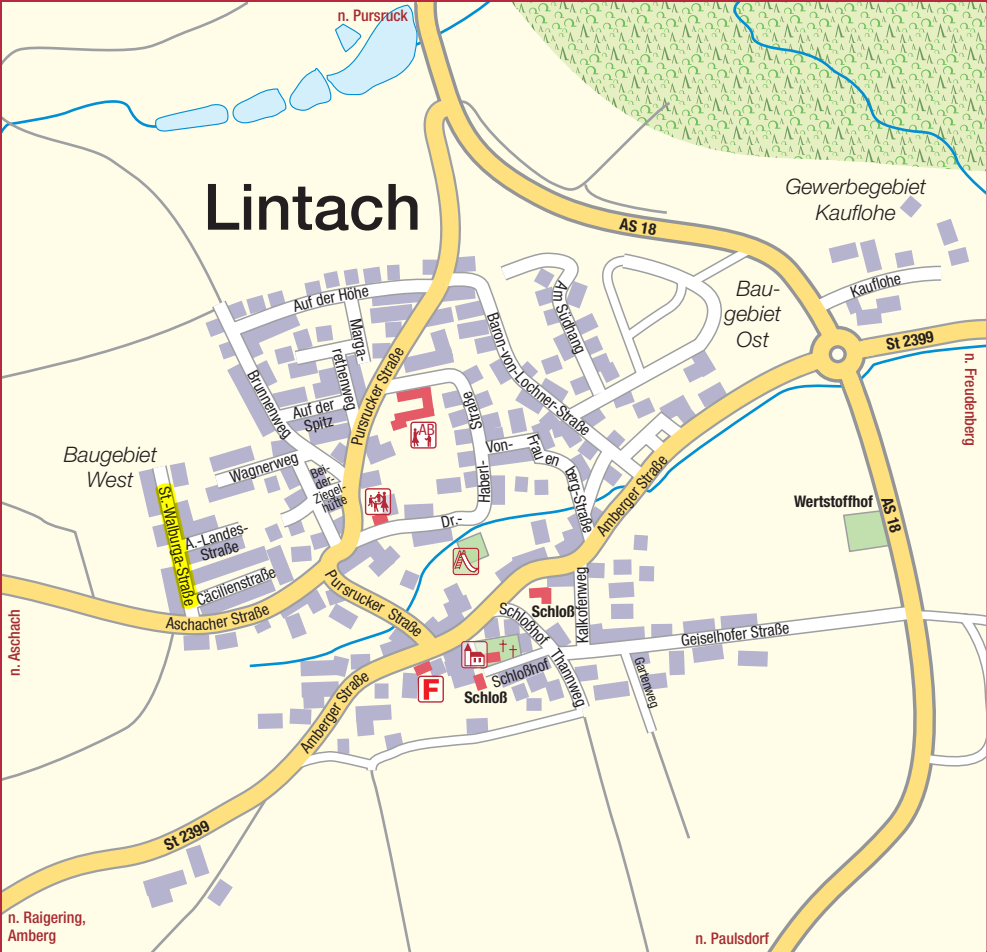 n. Pursruck
Lintach
Gewerbegebiet
Kauflohe
AS 18
Kauflohe
Bau-
gebiet
Ost
St 2399
n. Freudenberg
Auf der Höhe
Am Südhang
Marga-
rethenweg
Baron-von-Lochner-Straße
Pursrucker Straße
Brunnenweg
Auf der
Spitz
AB
Dr.-
Haberl-
Straße
Von-
Frauen
berg-Straße
Baugebiet
West
Wagnerweg
Bei-
der-
Ziegel-
hütte
St.-Walburga-Straße
A.-Landes-
Straße
Cäcilienstraße
Amberger Straße
Wertstoffhof
AS 18
Aschacher Straße
n. Aschach
Pursrucker Straße
Schloß
Kalkofenweg
Schloßhof
Geiselhofer Straße
Thannweg
Schloßhof
Gartenweg
F
Schloß
Amberger Straße
St 2399
n. Raigering,
Amberg
n. Paulsdorf